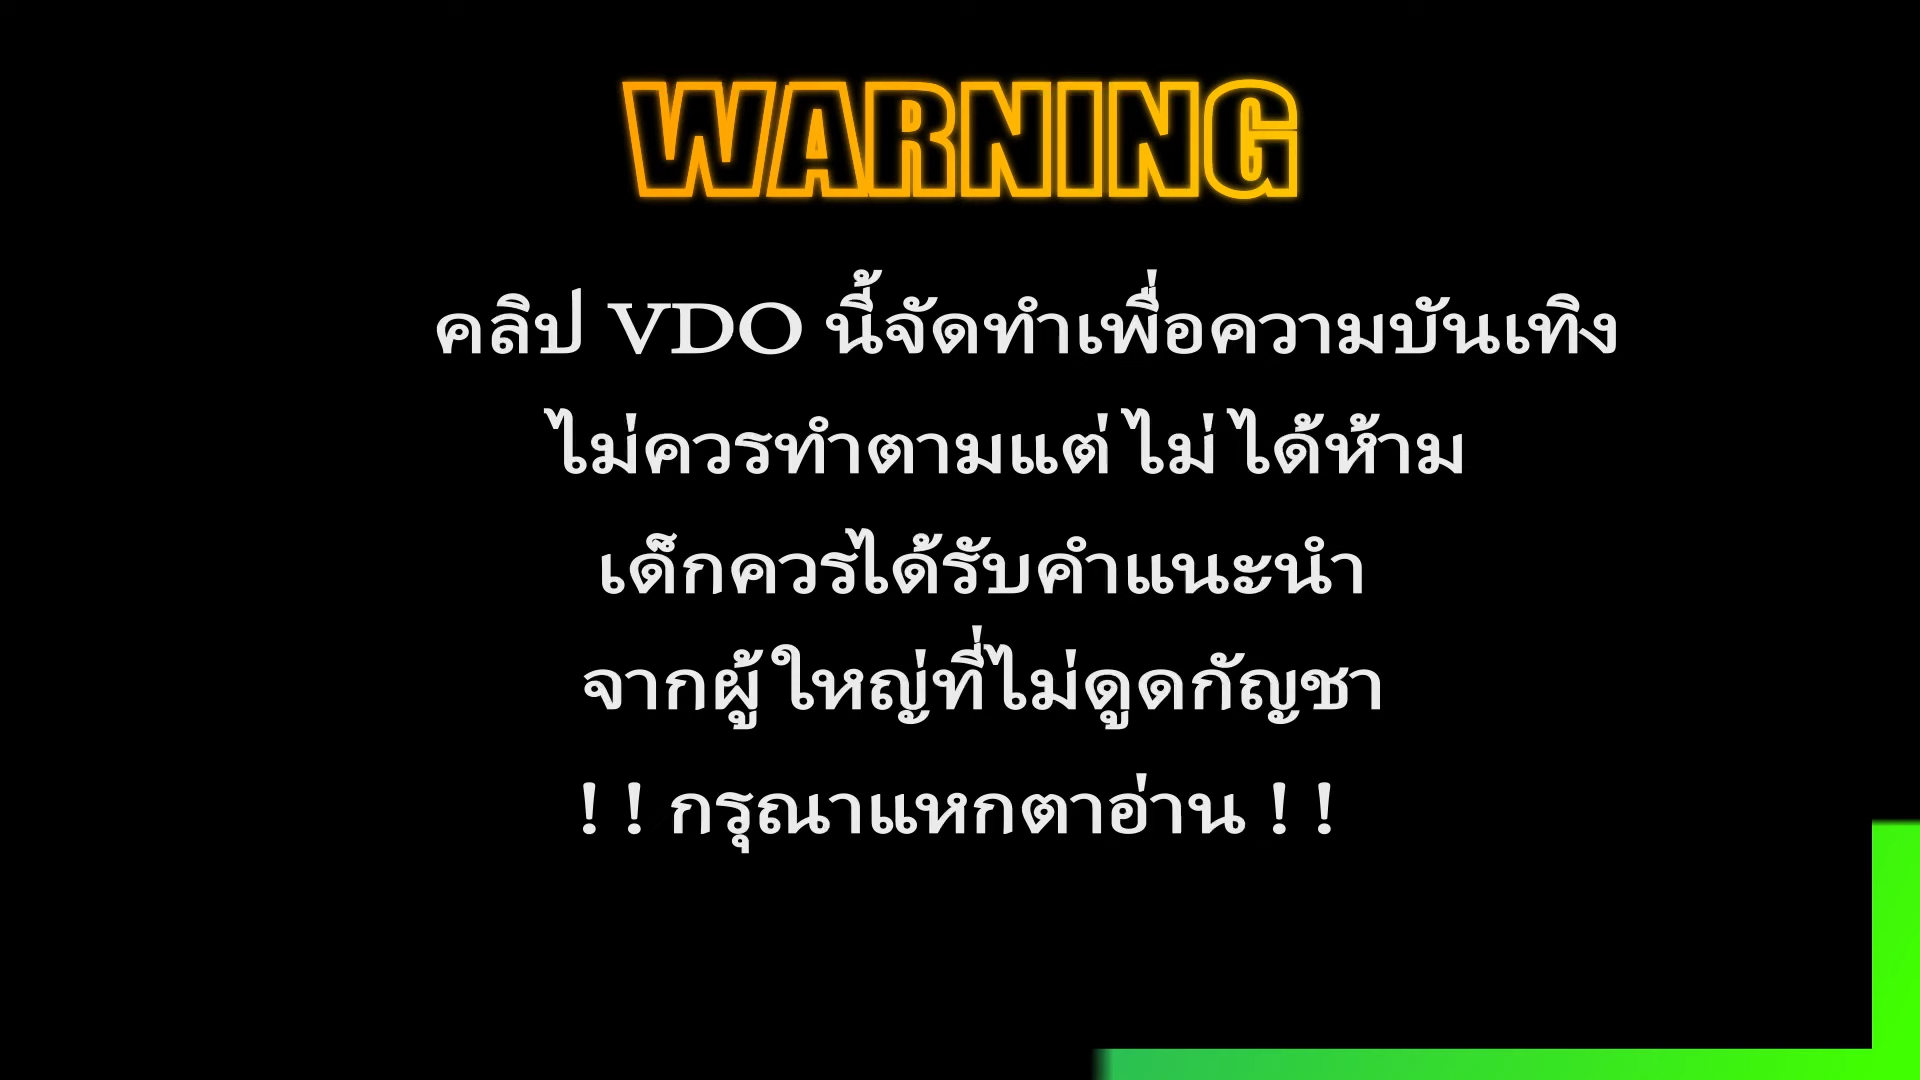 WARNING
คลิป VDO นี้จัดทำเพื่อความบันเทิง
ไม่ควรทำตามแต่ไม่ได้ห้าม
เด็กควรได้รับคำแนะนำ
จากผู้ใหญ่ที่ไม่ดูดกัญชา
! ! กรุณาแหกตาอ่าน ! !